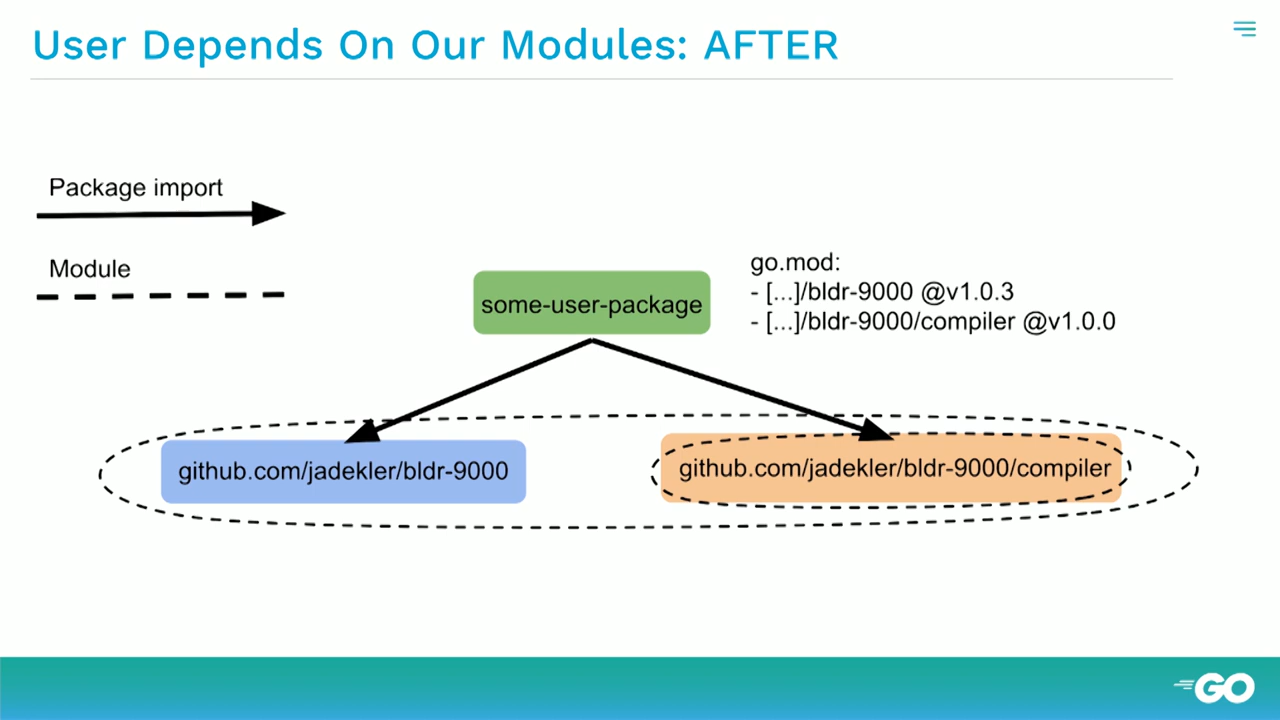 User Depends On Our Modules: AFTER
Package import
Module
some-user-package
go.mod:
- [...]/bldr-9000 @v1.0.3
- [...]/bldr-9000/compiler @v1.0.0
github.com/jadekler/bldr-9000
github.com/jadekler/bldr-9000/compiler
GO